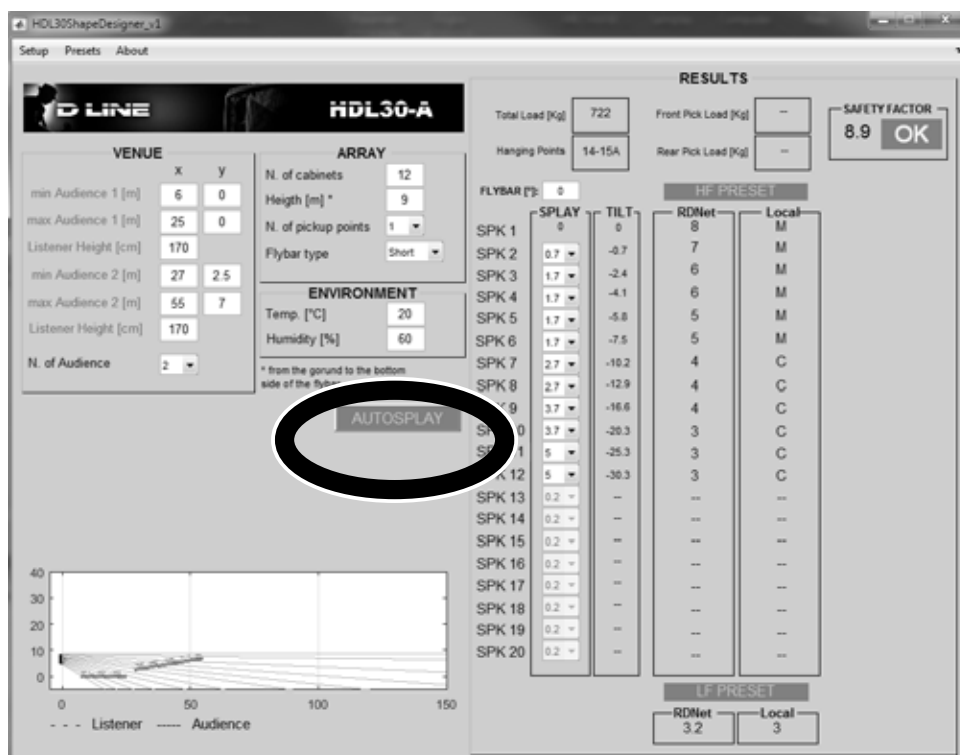 HDL30ShapeDesigner_v1
Setup Presets About
D LINE HDL30-A
VENUE
x y
min Audience 1 [m] 6 0
max Audience 1 [m] 25 0
Listener Height [cm] 170
min Audience 2 [m] 27 2.5
max Audience 2 [m] 55 7
Listener Height [cm] 170
N. of Audience 2
ARRAY
N. of cabinets 12
Heigth [m] * 9
N. of pickup points 1
Flybar type Short
ENVIRONMENT
Temp. [°C] 20
Humidity [%] 60
* from the gorund to the bottom
side of the flybar
AUTOSPLAY
40
30
20
10
0
0 50 100 150
- - - Listener ----- Audience
RESULTS
Total Load [Kg] 722 Front Pick Load [Kg] --
Hanging Points 14-15A Rear Pick Load [Kg] --
SAFETY FACTOR
8.9 OK
FLYBAR [°]: 0 HF PRESET
SPLAY TILT RDNet Local
SPK 1 0 0 8 M
SPK 2 0.7 -0.7 7 M
SPK 3 1.7 -2.4 6 M
SPK 4 1.7 -4.1 6 M
SPK 5 1.7 -5.8 5 M
SPK 6 1.7 -7.5 5 M
SPK 7 2.7 -10.2 4 C
SPK 8 2.7 -12.9 4 C
9 3.7 -16.6 4 C
0 3.7 -20.3 3 C
1 5 -25.3 3 C
12 5 -30.3 3 C
SPK 13 0.2 -- -- --
SPK 14 0.2 -- -- --
SPK 15 0.2 -- -- --
SPK 16 0.2 -- -- --
SPK 17 0.2 -- -- --
SPK 18 0.2 -- -- --
SPK 19 0.2 -- -- --
SPK 20 0.2 -- -- --
LF PRESET
RDNet Local
3.2 3